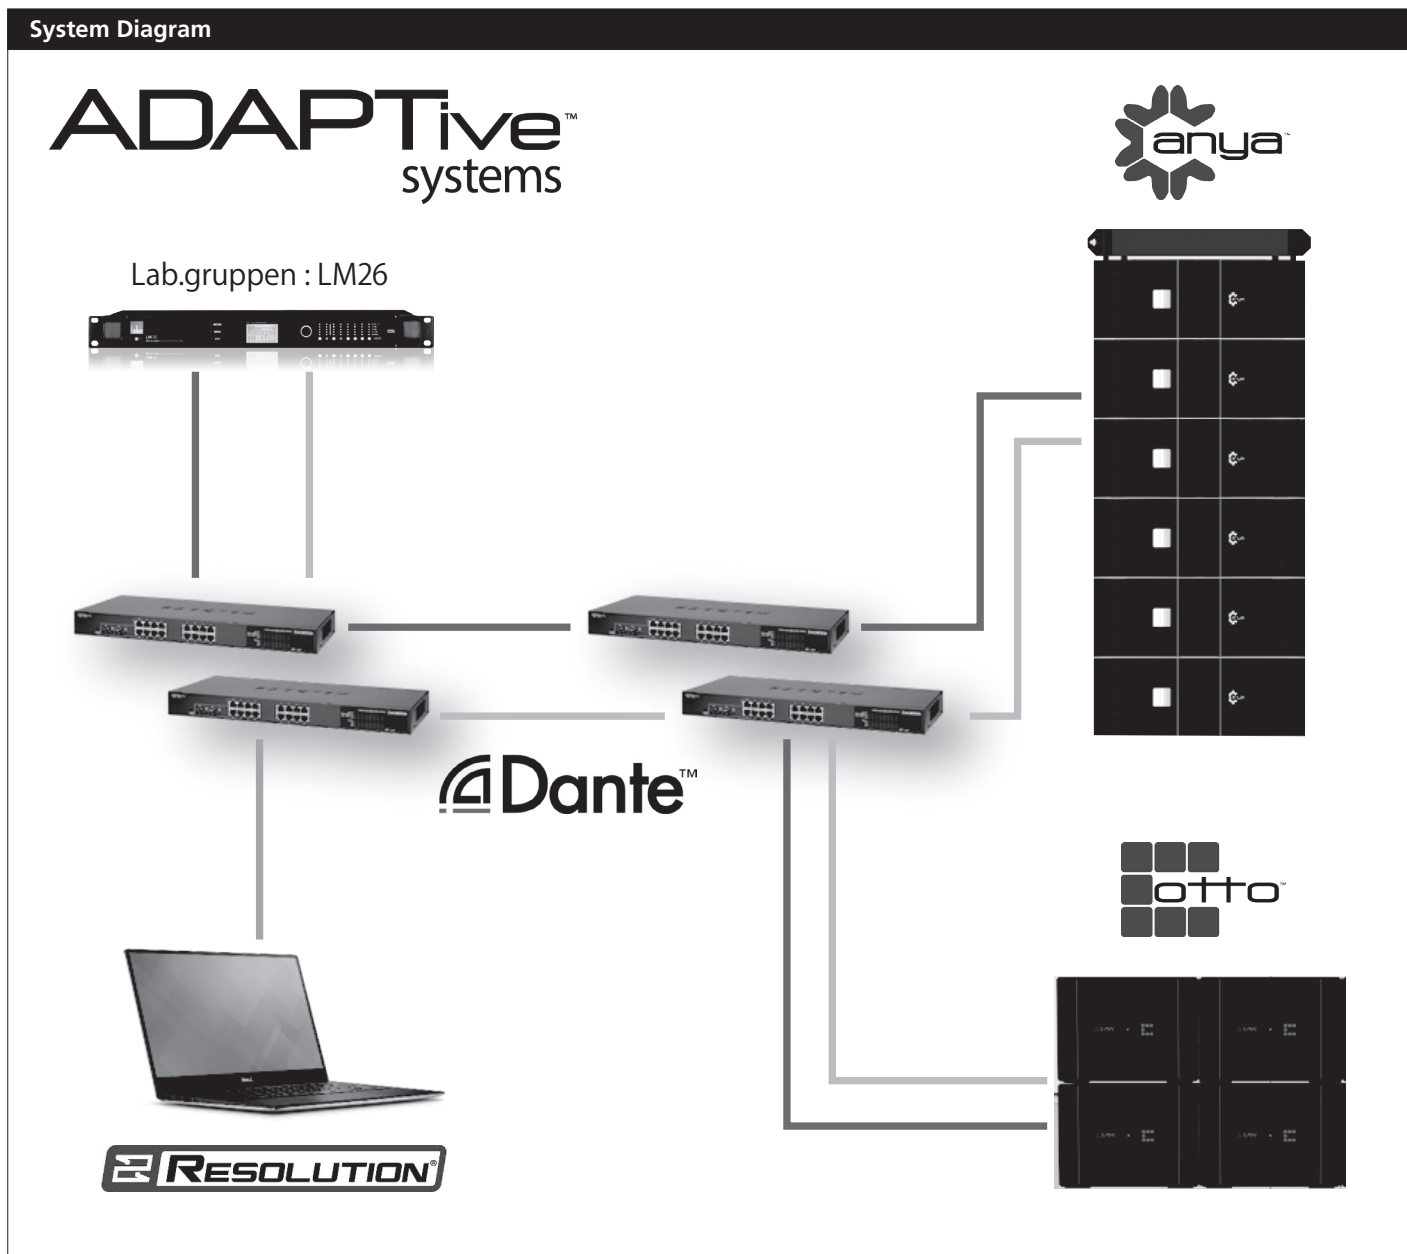 System Diagram
ADAPTive™
systems
anya™
Lab.gruppen : LM26
Dante™
otto™
RESOLUTION®